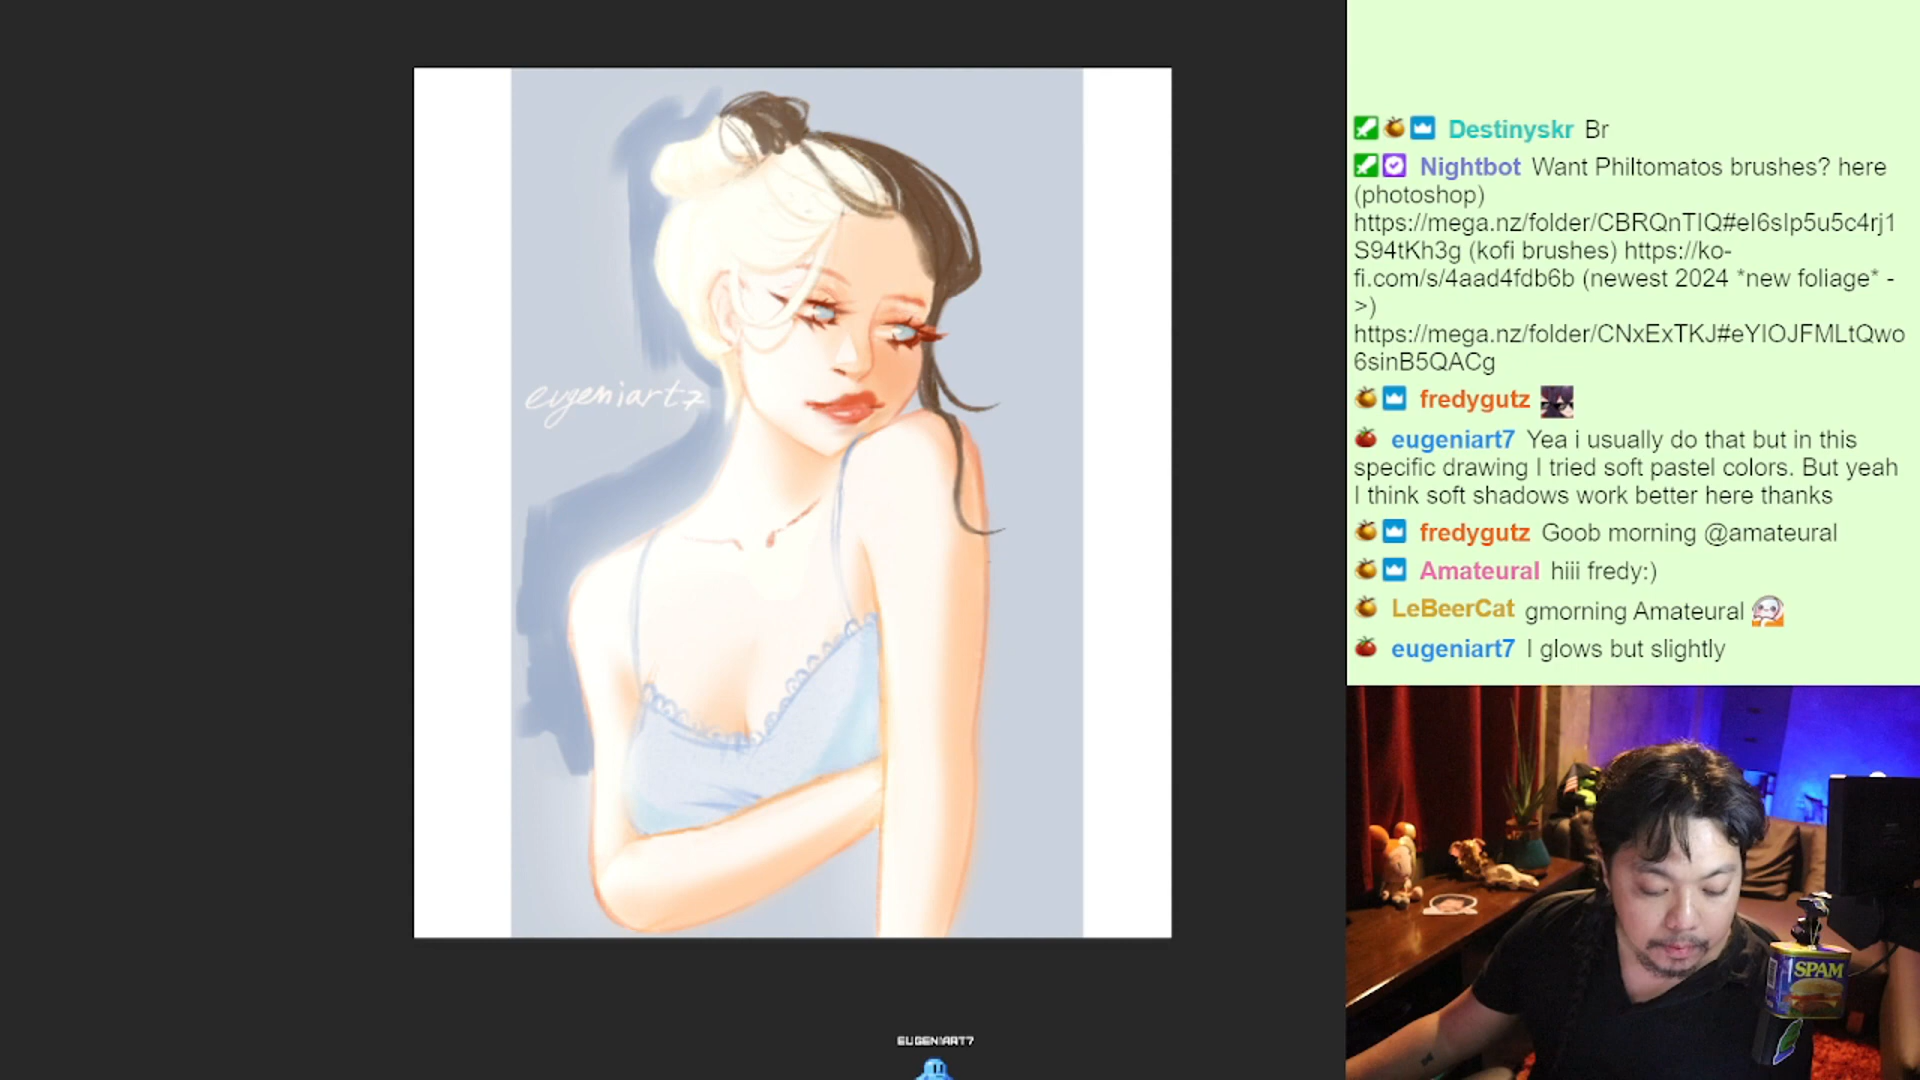 eugeniart7
Destinyskr Br
Nightbot Want Philtomatos brushes? here
(photoshop)
https://mega.nz/folder/CBRQnTIQ#eI6sIp5u5c4rj1
S94tKh3g (kofi brushes) https://ko-
fi.com/s/4aad4fdb6b (newest 2024 *new foliage* -
>)
https://mega.nz/folder/CNxExTKJ#eYIOJFMLtQwo
6sinB5QACg
fredygutz
eugeniart7 Yea i usually do that but in this
specific drawing I tried soft pastel colors. But yeah
I think soft shadows work better here thanks
fredygutz Goob morning @amateural
Amateural hiii fredy:)
LeBeerCat gmorning Amateural
eugeniart7 I glows but slightly
SPAM
EUGENIART7